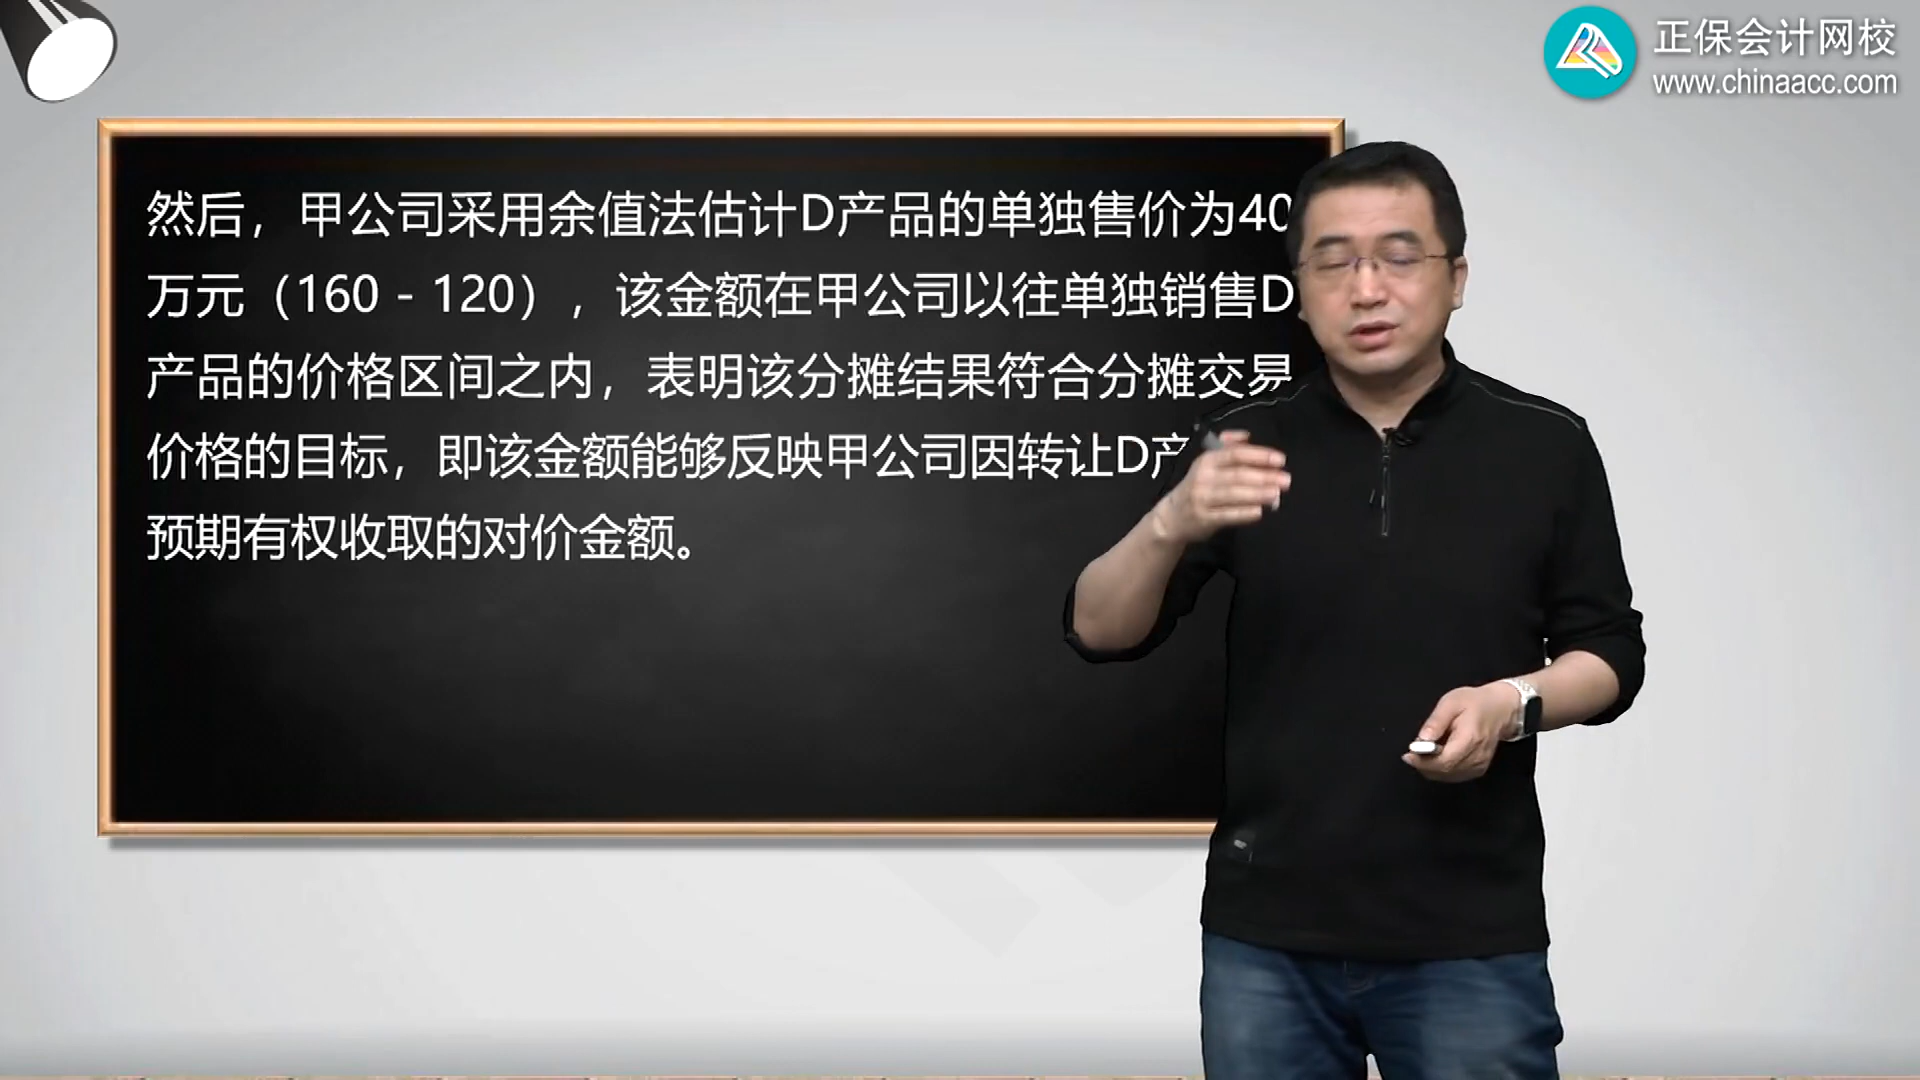 正保会计网校
www.chinaacc.com
然后，甲公司采用余值法估计D产品的单独售价为40
万元（160 - 120），该金额在甲公司以往单独销售D
产品的价格区间之内，表明该分摊结果符合分摊交易
价格的目标，即该金额能够反映甲公司因转让D产
预期有权收取的对价金额。